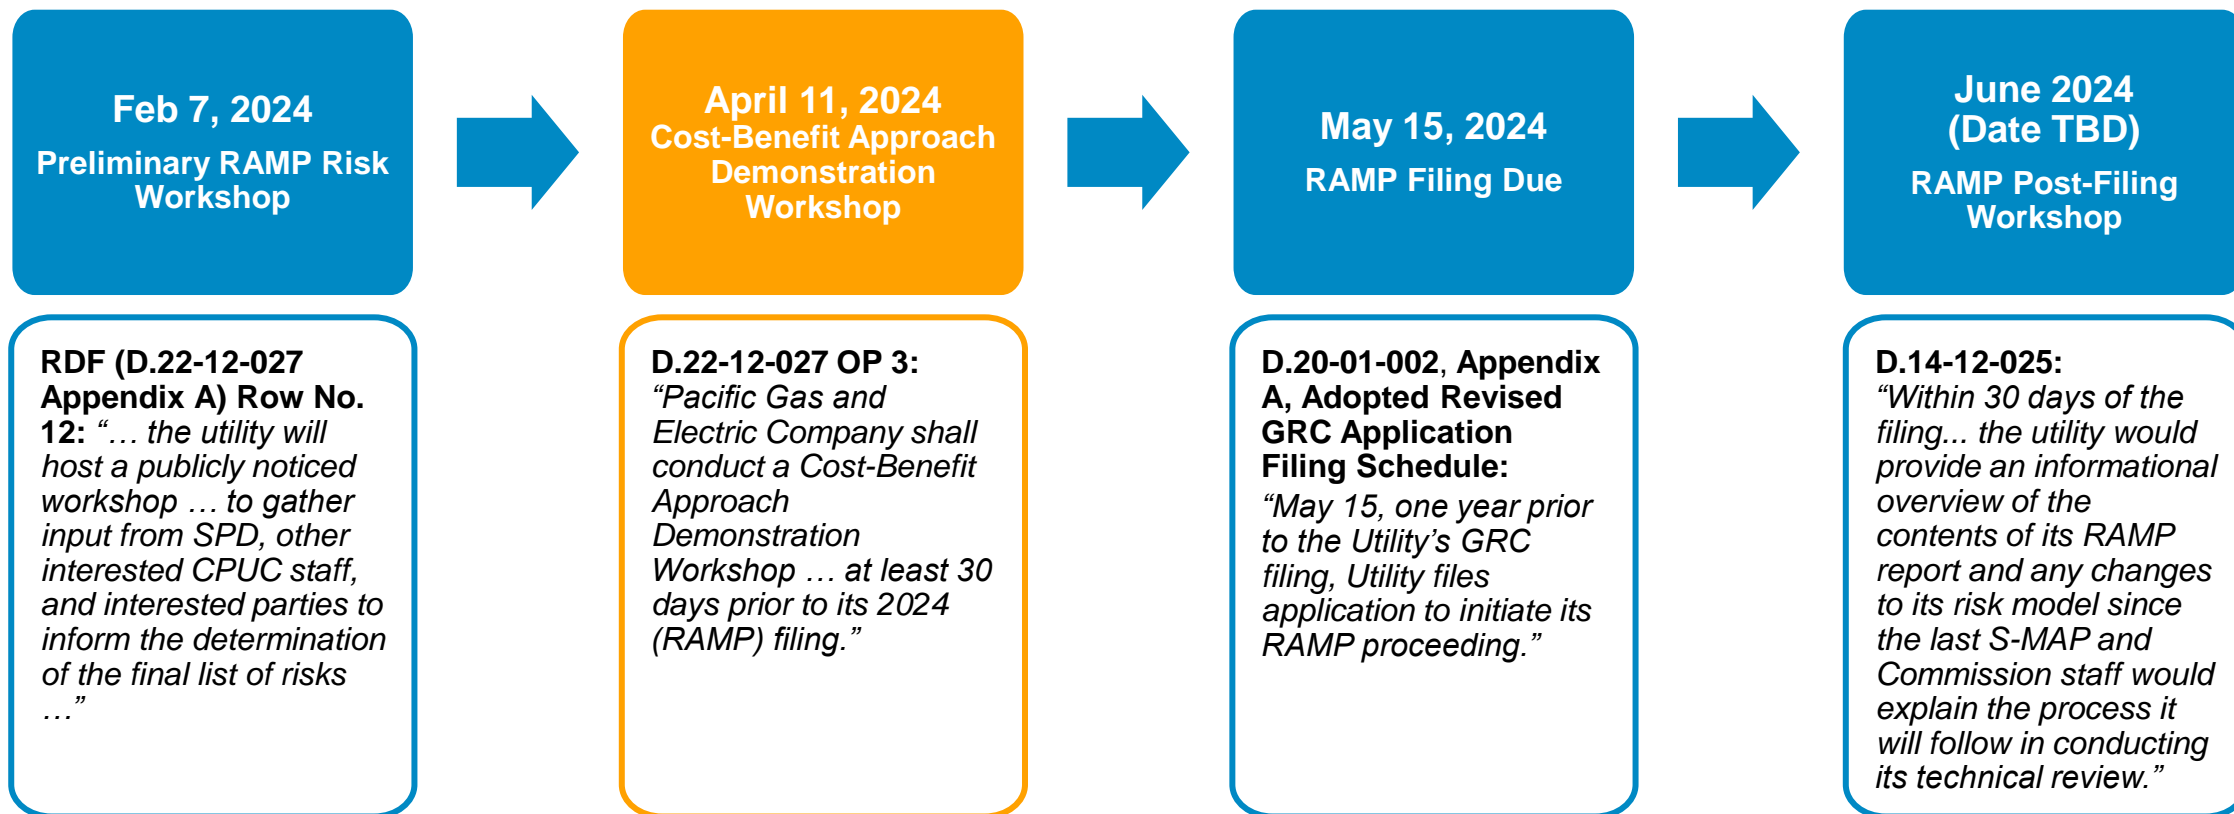 Feb 7, 2024
Preliminary RAMP Risk
Workshop
April 11, 2024
Cost-Benefit Approach
Demonstration
Workshop
May 15, 2024
RAMP Filing Due
June 2024
(Date TBD)
RAMP Post-Filing
Workshop
RDF (D.22-12-027
Appendix A) Row No.
12: “… the utility will
host a publicly noticed
workshop … to gather
input from SPD, other
interested CPUC staff,
and interested parties to
inform the determination
of the final list of risks
…”
D.22-12-027 OP 3:
“Pacific Gas and
Electric Company shall
conduct a Cost-Benefit
Approach
Demonstration
Workshop … at least 30
days prior to its 2024
(RAMP) filing.”
D.20-01-002, Appendix
A, Adopted Revised
GRC Application
Filing Schedule:
“May 15, one year prior
to the Utility’s GRC
filing, Utility files
application to initiate its
RAMP proceeding.”
D.14-12-025:
“Within 30 days of the
filing... the utility would
provide an informational
overview of the
contents of its RAMP
report and any changes
to its risk model since
the last S-MAP and
Commission staff would
explain the process it
will follow in conducting
its technical review.”